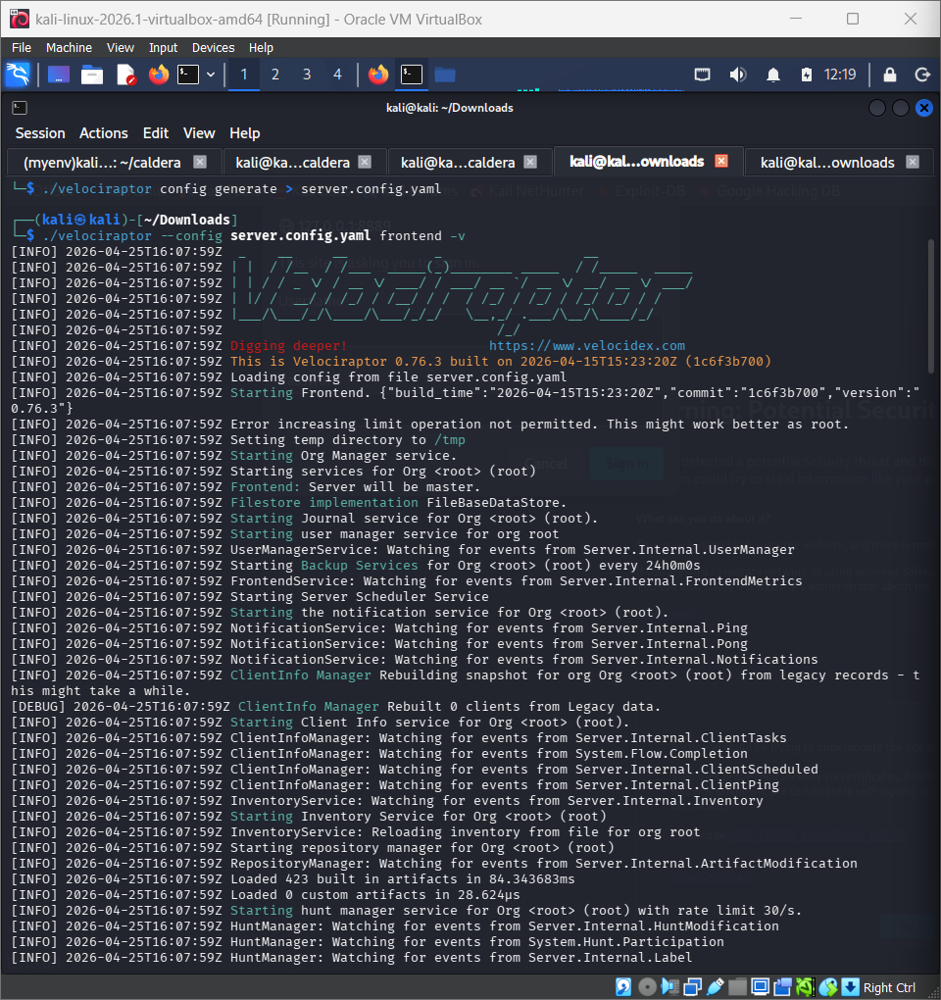 kali-linux-2026.1-virtualbox-amd64 [Running] - Oracle VM VirtualBox
File Machine View Input Devices Help
1 2 3 4 12:19
kali@kali: ~/Downloads
Session Actions Edit View Help
(myenv)kali...: ~/caldera kali@ka...caldera kali@ka...caldera kali@kal...ownloads kali@kal...ownloads
└─$ ./velociraptor config generate > server.config.yaml
Kali NetHunter Exploit-DB Google Hacking DB
┌──(kali㉿kali)-[~/Downloads]
└─$ ./velociraptor --config server.config.yaml frontend -v
[INFO] 2026-04-25T16:07:59Z
[INFO] 2026-04-25T16:07:59Z
[INFO] 2026-04-25T16:07:59Z
[INFO] 2026-04-25T16:07:59Z Velociraptor
[INFO] 2026-04-25T16:07:59Z
[INFO] 2026-04-25T16:07:59Z
[INFO] 2026-04-25T16:07:59Z Digging deeper! https://www.velocidex.com
[INFO] 2026-04-25T16:07:59Z This is Velociraptor 0.76.3 built on 2026-04-15T15:23:20Z (1c6f3b700)
[INFO] 2026-04-25T16:07:59Z Loading config from file server.config.yaml
[INFO] 2026-04-25T16:07:59Z Starting Frontend. {"build_time":"2026-04-15T15:23:20Z","commit":"1c6f3b700","version":"
0.76.3"}
[INFO] 2026-04-25T16:07:59Z Error increasing limit operation not permitted. This might work better as root.
[INFO] 2026-04-25T16:07:59Z Setting temp directory to /tmp
[INFO] 2026-04-25T16:07:59Z Starting Org Manager service.
[INFO] 2026-04-25T16:07:59Z Starting services for Org <root> (root)
[INFO] 2026-04-25T16:07:59Z Frontend: Server will be master.
[INFO] 2026-04-25T16:07:59Z Filestore implementation FileBaseDataStore.
[INFO] 2026-04-25T16:07:59Z Starting Journal service for Org <root> (root).
[INFO] 2026-04-25T16:07:59Z Starting user manager service for org root
[INFO] 2026-04-25T16:07:59Z UserManagerService: Watching for events from Server.Internal.UserManager
[INFO] 2026-04-25T16:07:59Z Starting Backup Services for Org <root> (root) every 24h0m0s
[INFO] 2026-04-25T16:07:59Z FrontendService: Watching for events from Server.Internal.FrontendMetrics
[INFO] 2026-04-25T16:07:59Z Starting Server Scheduler Service
[INFO] 2026-04-25T16:07:59Z Starting the notification service for Org <root> (root).
[INFO] 2026-04-25T16:07:59Z NotificationService: Watching for events from Server.Internal.Ping
[INFO] 2026-04-25T16:07:59Z NotificationService: Watching for events from Server.Internal.Pong
[INFO] 2026-04-25T16:07:59Z NotificationService: Watching for events from Server.Internal.Notifications
[INFO] 2026-04-25T16:07:59Z ClientInfo Manager Rebuilding snapshot for org Org <root> (root) from legacy records - t
his might take a while.
[DEBUG] 2026-04-25T16:07:59Z ClientInfo Manager Rebuilt 0 clients from Legacy data.
[INFO] 2026-04-25T16:07:59Z Starting Client Info service for Org <root> (root).
[INFO] 2026-04-25T16:07:59Z ClientInfoManager: Watching for events from Server.Internal.ClientTasks
[INFO] 2026-04-25T16:07:59Z ClientInfoManager: Watching for events from System.Flow.Completion
[INFO] 2026-04-25T16:07:59Z ClientInfoManager: Watching for events from Server.Internal.ClientScheduled
[INFO] 2026-04-25T16:07:59Z ClientInfoManager: Watching for events from Server.Internal.ClientPing
[INFO] 2026-04-25T16:07:59Z InventoryService: Watching for events from Server.Internal.Inventory
[INFO] 2026-04-25T16:07:59Z Starting Inventory Service for Org <root> (root)
[INFO] 2026-04-25T16:07:59Z InventoryService: Reloading inventory from file for org root
[INFO] 2026-04-25T16:07:59Z Starting repository manager for Org <root> (root)
[INFO] 2026-04-25T16:07:59Z RepositoryManager: Watching for events from Server.Internal.ArtifactModification
[INFO] 2026-04-25T16:07:59Z Loaded 423 built in artifacts in 84.343683ms
[INFO] 2026-04-25T16:07:59Z Loaded 0 custom artifacts in 28.624µs
[INFO] 2026-04-25T16:07:59Z Starting hunt manager service for Org <root> (root) with rate limit 30/s.
[INFO] 2026-04-25T16:07:59Z HuntManager: Watching for events from Server.Internal.HuntModification
[INFO] 2026-04-25T16:07:59Z HuntManager: Watching for events from System.Hunt.Participation
[INFO] 2026-04-25T16:07:59Z HuntManager: Watching for events from Server.Internal.Label
Right Ctrl